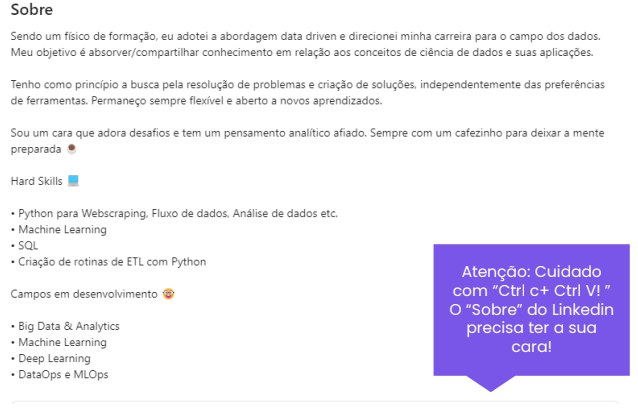 Sobre
Sendo um físico de formação, eu adotei a abordagem data driven e direcionei minha carreira para o campo dos dados.
Meu objetivo é absorver/compartilhar conhecimento em relação aos conceitos de ciência de dados e suas aplicações.
Tenho como princípio a busca pela resolução de problemas e criação de soluções, independentemente das preferências
de ferramentas. Permaneço sempre flexível e aberto a novos aprendizados.
Sou um cara que adora desafios e tem um pensamento analítico afiado. Sempre com um cafezinho para deixar a mente
preparada ☕
Hard Skills 💻
• Python para Webscraping, Fluxo de dados, Análise de dados etc.
• Machine Learning
• SQL
• Criação de rotinas de ETL com Python
Campos em desenvolvimento 🤓
• Big Data & Analytics
• Machine Learning
• Deep Learning
• DataOps e MLOps
Atenção: Cuidado
com “Ctrl c+ Ctrl V! ”
O “Sobre” do Linkedin
precisa ter a sua
cara!